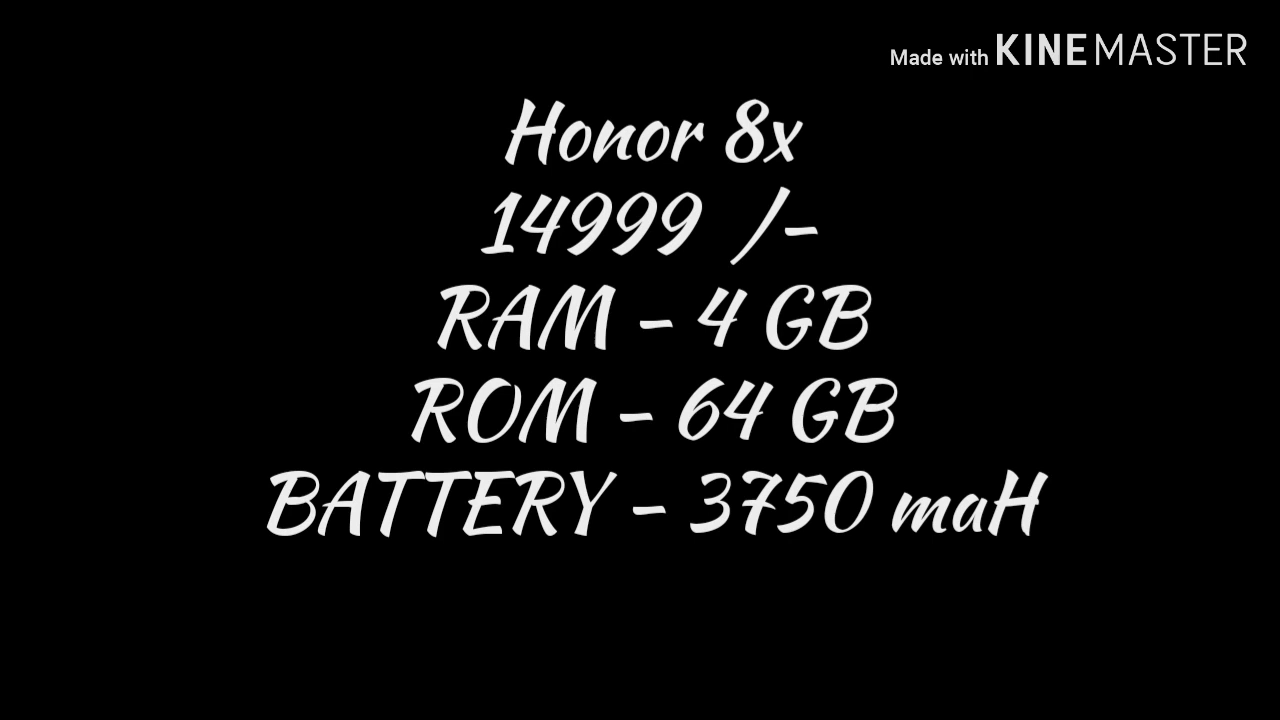 Made with KINEMASTER
Honor 8x
14999 /-
RAM - 4 GB
ROM - 64 GB
BATTERY - 3750 maH